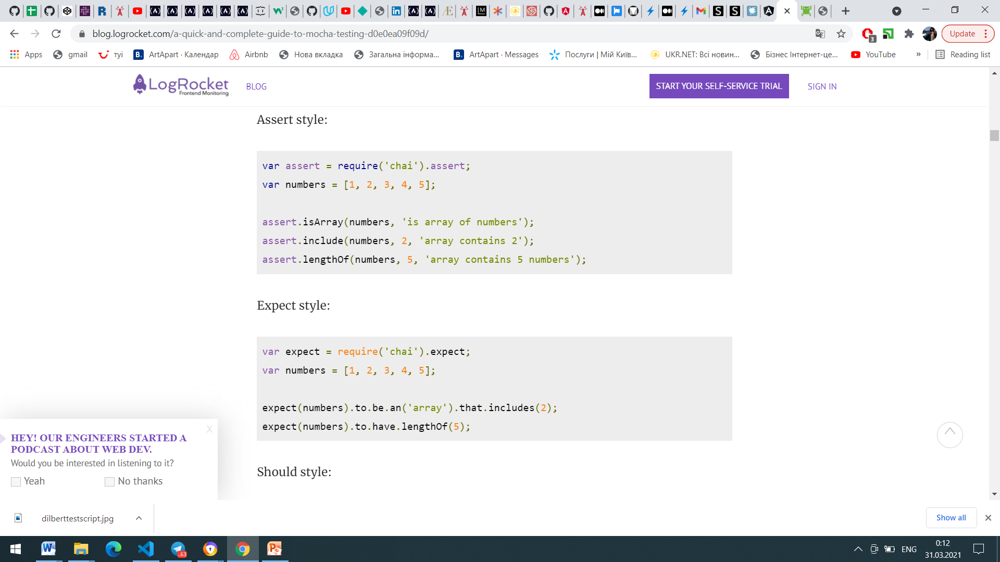 blog.logrocket.com/a-quick-and-complete-guide-to-mocha-testing-d0e0ea09f09d/
3
Update
Apps
gmail
туі
ArtApart · Календар
Airbnb
Нова вкладка
Загальна інформа...
ArtApart · Messages
Послуги | Мій Київ...
UKR.NET: Всі новин...
Бізнес Інтернет-це...
YouTube
»
Reading list
LogRocket
Frontend Monitoring
BLOG
START YOUR SELF-SERVICE TRIAL
SIGN IN
Assert style:
var assert = require('chai').assert;
var numbers = [1, 2, 3, 4, 5];
assert.isArray(numbers, 'is array of numbers');
assert.include(numbers, 2, 'array contains 2');
assert.lengthOf(numbers, 5, 'array contains 5 numbers');
Expect style:
var expect = require('chai').expect;
var numbers = [1, 2, 3, 4, 5];
expect(numbers).to.be.an('array').that.includes(2);
expect(numbers).to.have.lengthOf(5);
Should style:
X
HEY! OUR ENGINEERS STARTED A
PODCAST ABOUT WEB DEV.
Would you be interested in listening to it?
Yeah
No thanks
dilberttestscript.jpg
Show all
63
ENG
0:12
31.03.2021